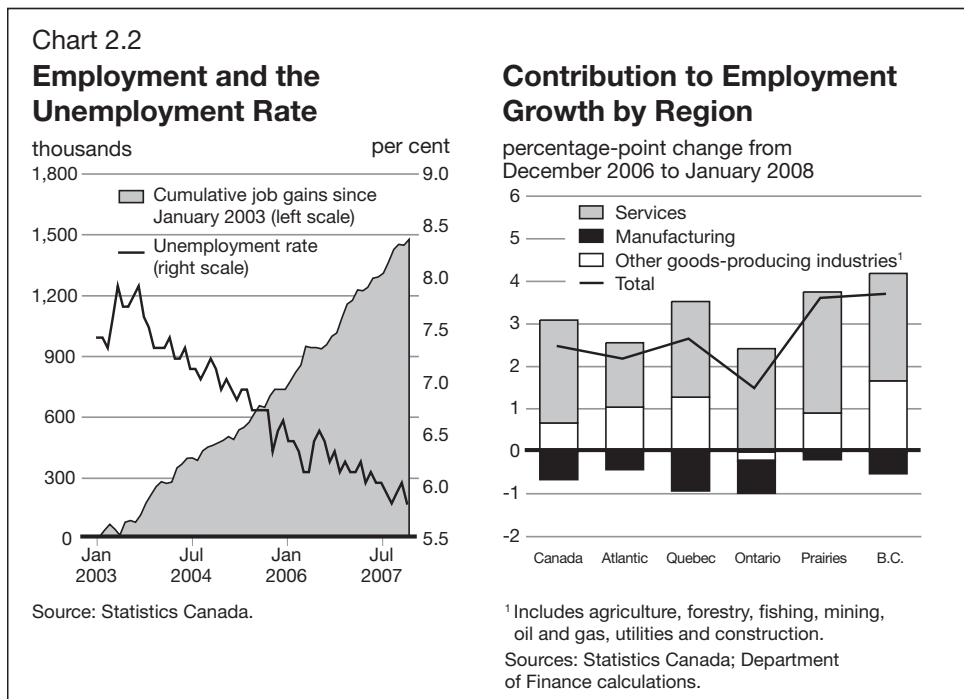 Chart 2.2
Employment and the
Unemployment Rate
thousands
per cent
1,800
1,500
1,200
900
600
300
0
9.0
8.5
8.0
7.5
7.0
6.5
6.0
5.5
Cumulative job gains since
January 2003 (left scale)
Unemployment rate
(right scale)
Jan
2003
Jul
2004
Jan
2006
Jul
2007
Source: Statistics Canada.
Contribution to Employment
Growth by Region
percentage-point change from
December 2006 to January 2008
6
5
4
3
2
1
0
-1
-2
Services
Manufacturing
Other goods-producing industries¹
Total
Canada
Atlantic
Quebec
Ontario
Prairies
B.C.
¹ Includes agriculture, forestry, fishing, mining,
oil and gas, utilities and construction.
Sources: Statistics Canada; Department
of Finance calculations.